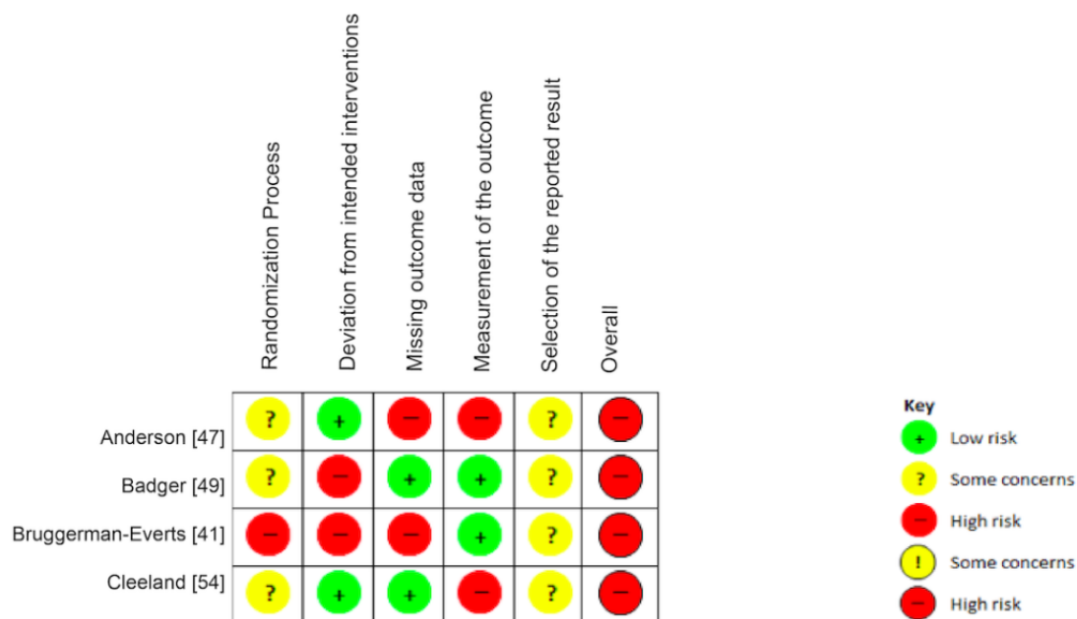 Randomization Process
Deviation from intended interventions
Missing outcome data
Measurement of the outcome
Selection of the reported result
Overall
Anderson [47] ? + − − ? −
Badger [49] ? − + + ? −
Bruggerman-Everts [41] − − − + ? −
Cleeland [54] ? + + − ? −
Key
+ Low risk
? Some concerns
− High risk
! Some concerns
− High risk